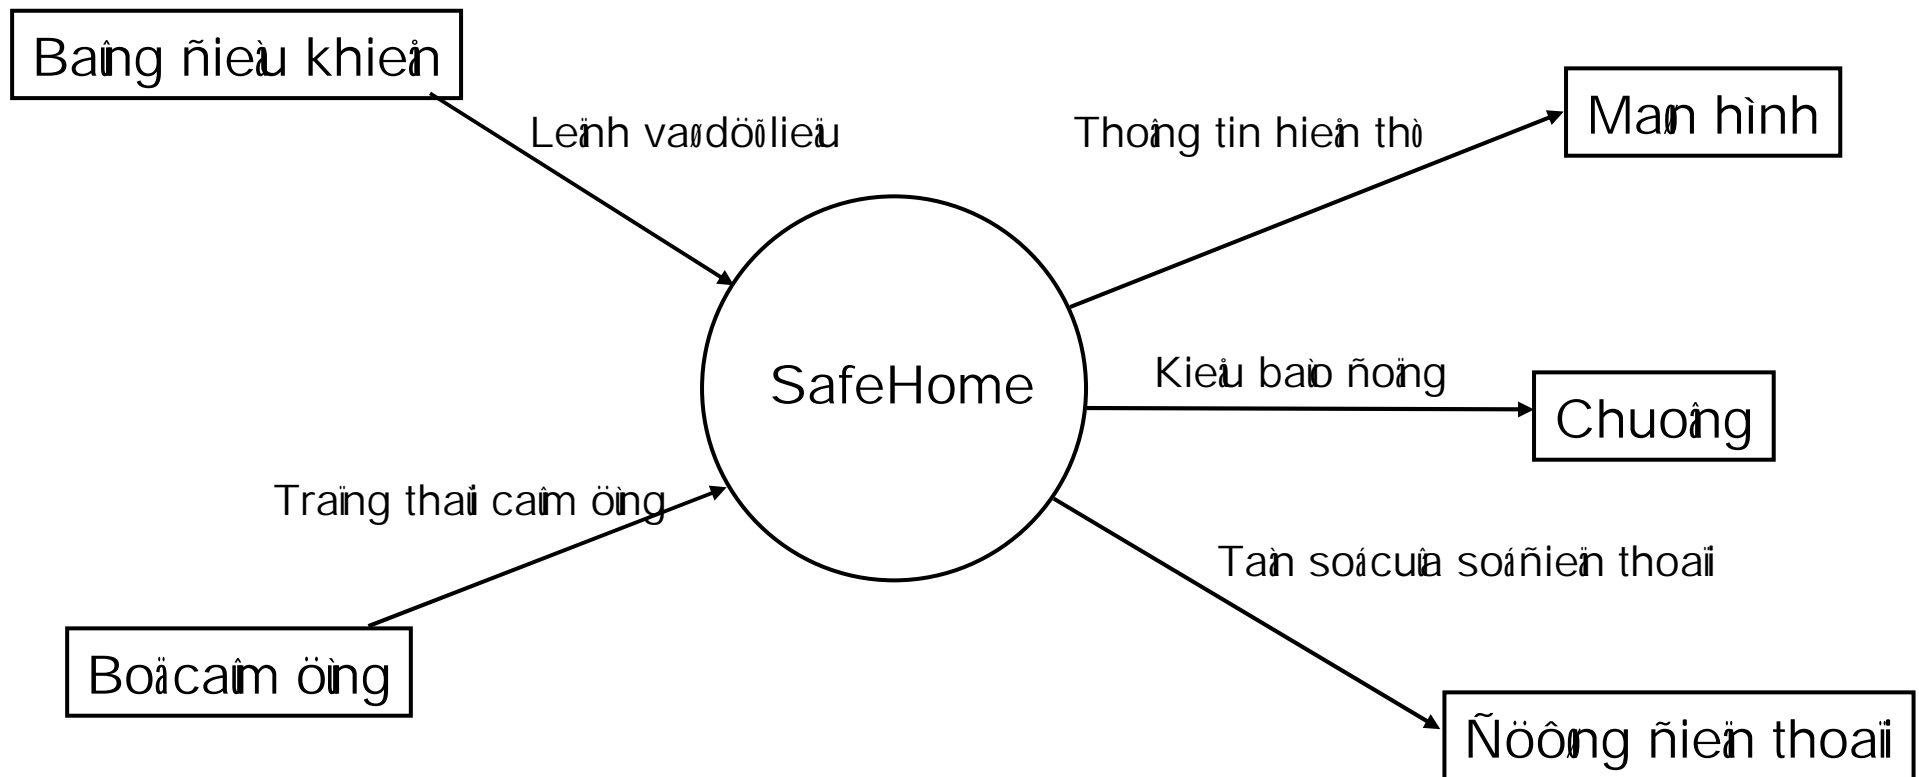 Baûng ñieàu khieån
Leänh vaø döõ lieäu
Thoâng tin hieån thò
Maøn hình
SafeHome
Kieåu baùo ñoäng
Chuoâng
Traïng thaùi caûm öùng
Taàn soá cuûa soá ñieän thoaïi
Boä caûm öùng
Ñöôøng ñieän thoaïi